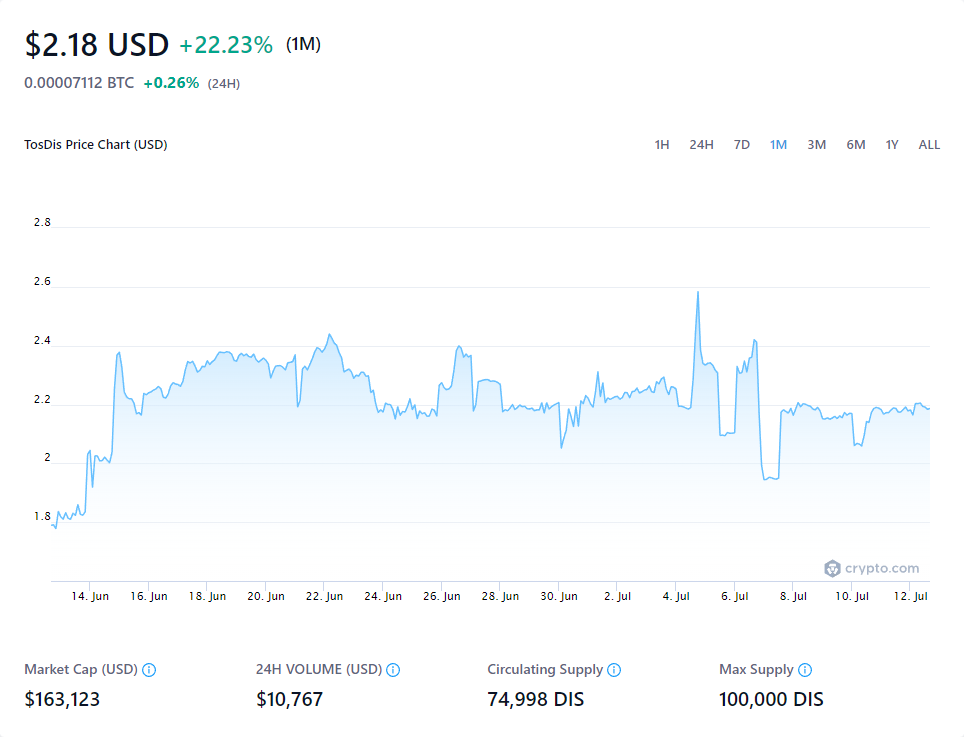 $2.18 USD +22.23% (1M)
0.00007112 BTC +0.26% (24H)
TosDis Price Chart (USD) 1H 24H 7D 1M 3M 6M 1Y ALL
2.8
2.6
2.4
2.2
2
1.8
crypto.com
14. Jun 16. Jun 18. Jun 20. Jun 22. Jun 24. Jun 26. Jun 28. Jun 30. Jun 2. Jul 4. Jul 6. Jul 8. Jul 10. Jul 12. Jul
Market Cap (USD) 24H VOLUME (USD) Circulating Supply Max Supply
$163,123 $10,767 74,998 DIS 100,000 DIS